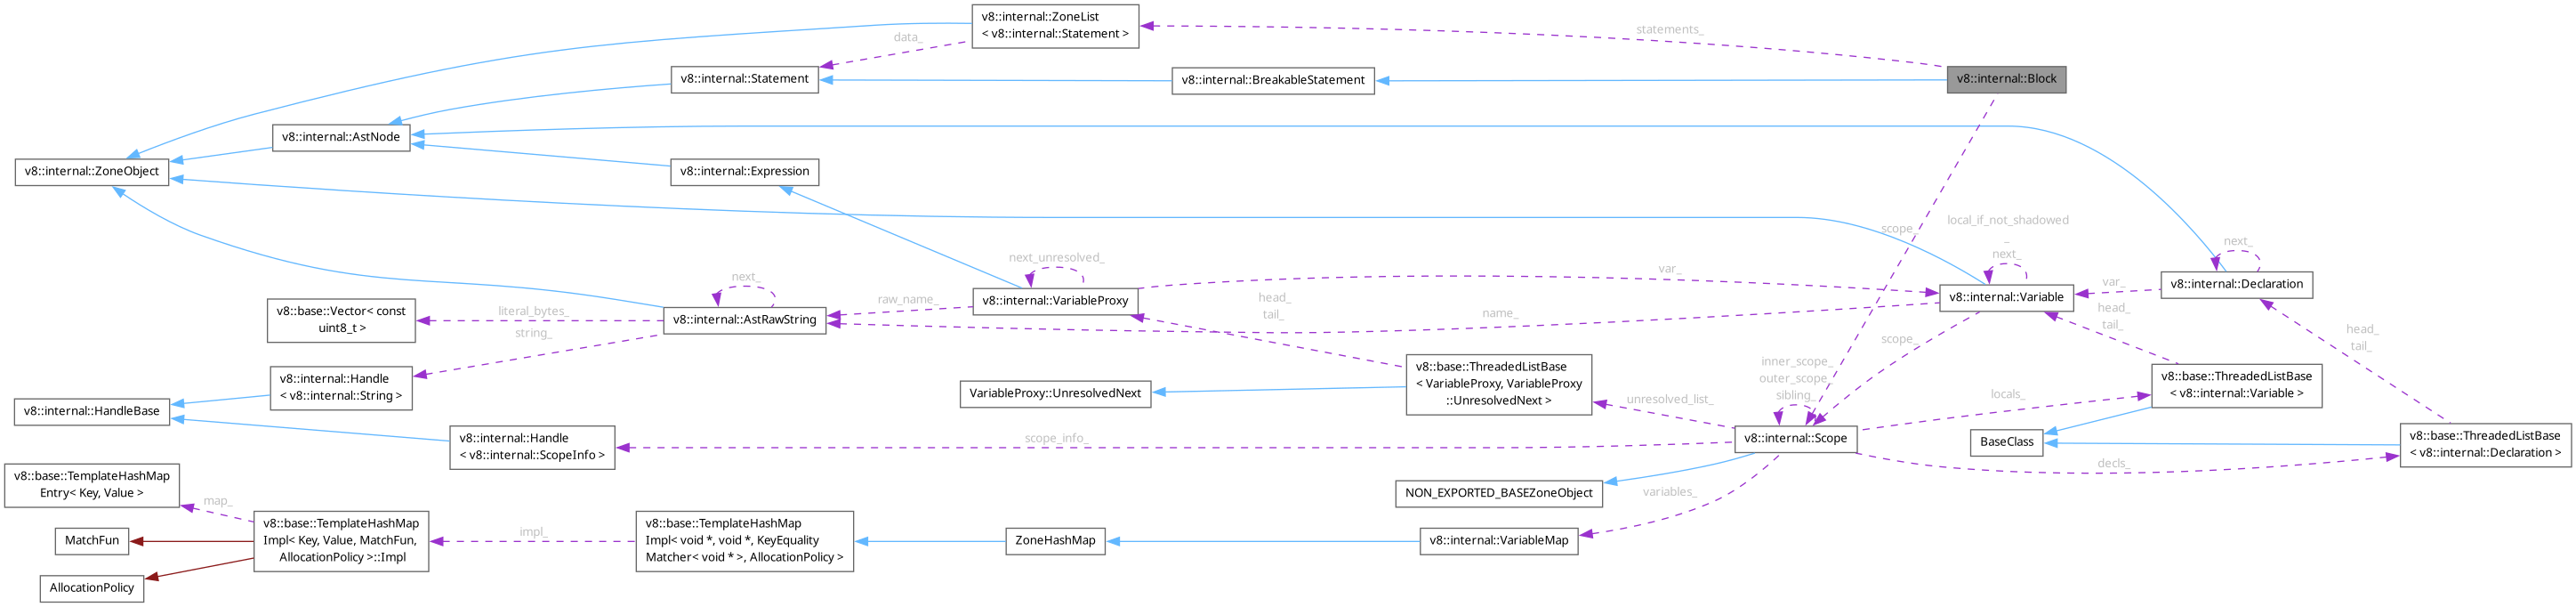 v8::internal::ZoneList
< v8::internal::Statement >
statements_
data_
v8::internal::Statement
v8::internal::BreakableStatement
v8::internal::Block
v8::internal::AstNode
v8::internal::ZoneObject
v8::internal::Expression
scope_
local_if_not_shadowed
_
next_
next_
next_unresolved_
var_
var_
next_
v8::internal::Declaration
v8::internal::VariableProxy
v8::internal::Variable
raw_name_
head_
tail_
name_
v8::base::Vector< const
uint8_t >
literal_bytes_
v8::internal::AstRawString
string_
head_
tail_
head_
tail_
scope_
v8::internal::Handle
< v8::internal::String >
v8::internal::HandleBase
VariableProxy::UnresolvedNext
v8::base::ThreadedListBase
< VariableProxy, VariableProxy
::UnresolvedNext >
inner_scope_
outer_scope_
sibling_
unresolved_list_
locals_
v8::base::ThreadedListBase
< v8::internal::Variable >
v8::internal::Handle
< v8::internal::ScopeInfo >
scope_info_
v8::internal::Scope
BaseClass
decls_
v8::base::ThreadedListBase
< v8::internal::Declaration >
NON_EXPORTED_BASEZoneObject
variables_
v8::base::TemplateHashMap
Entry< Key, Value >
map_
MatchFun
AllocationPolicy
v8::base::TemplateHashMap
Impl< Key, Value, MatchFun,
AllocationPolicy >::Impl
impl_
v8::base::TemplateHashMap
Impl< void *, void *, KeyEquality
Matcher< void * >, AllocationPolicy >
ZoneHashMap
v8::internal::VariableMap